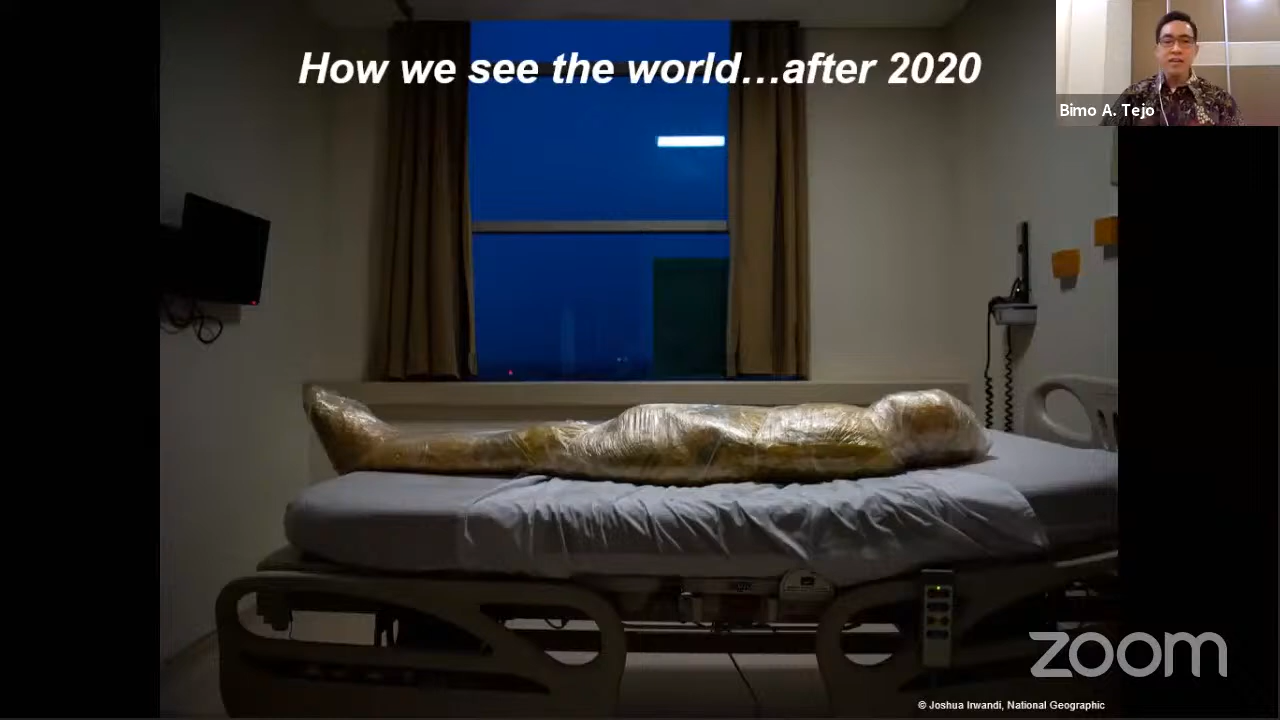 How we see the world...after 2020
Bimo A. Tejo
zoom
© Joshua Irwandi, National Geographic